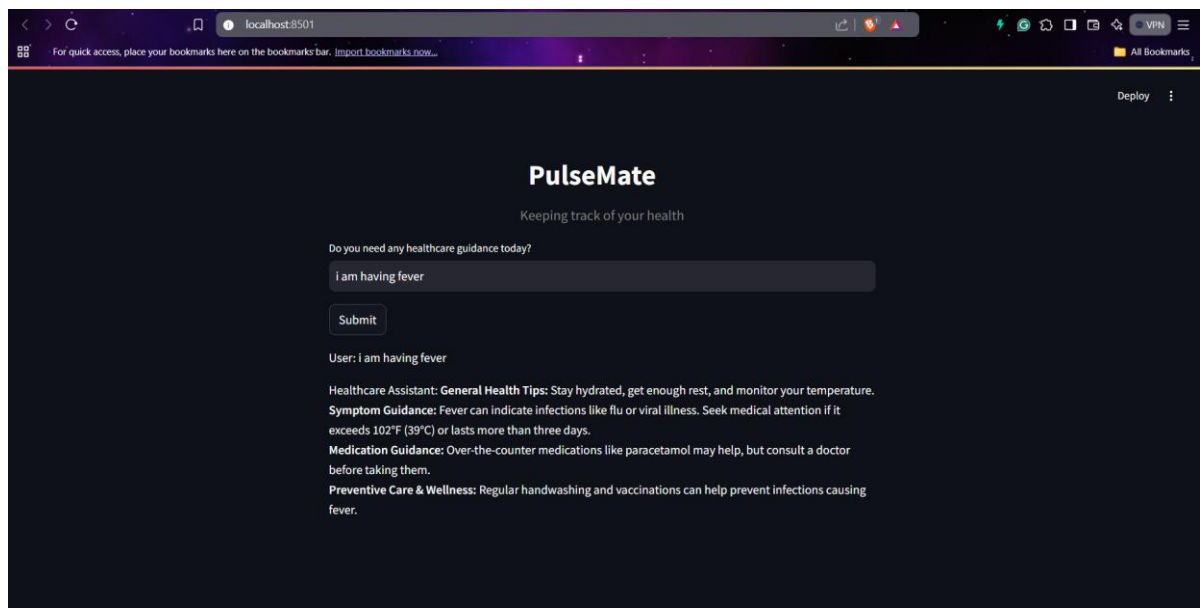 localhost:8501
VPN
For quick access, place your bookmarks here on the bookmarks bar. Import bookmarks now...
All Bookmarks
Deploy
PulseMate
Keeping track of your health
Do you need any healthcare guidance today?
i am having fever
Submit
User: i am having fever
Healthcare Assistant: General Health Tips: Stay hydrated, get enough rest, and monitor your temperature.
Symptom Guidance: Fever can indicate infections like flu or viral illness. Seek medical attention if it
exceeds 102°F (39°C) or lasts more than three days.
Medication Guidance: Over-the-counter medications like paracetamol may help, but consult a doctor
before taking them.
Preventive Care & Wellness: Regular handwashing and vaccinations can help prevent infections causing
fever.